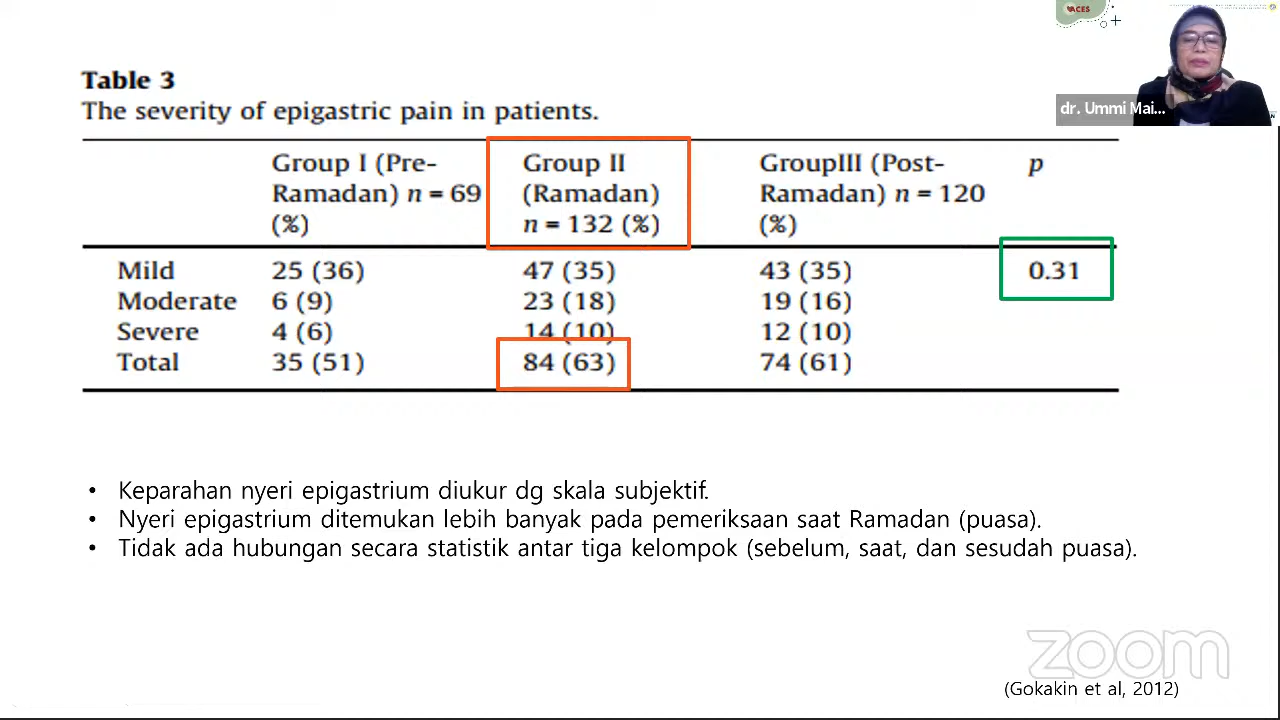 ACES
dr. Ummi Mai...
Table 3
The severity of epigastric pain in patients.
Group I (Pre- Group II GroupIII (Post- p
Ramadan) n = 69 (Ramadan) Ramadan) n = 120
(%) n = 132 (%) (%)
Mild 25 (36) 47 (35) 43 (35) 0.31
Moderate 6 (9) 23 (18) 19 (16)
Severe 4 (6) 14 (10) 12 (10)
Total 35 (51) 84 (63) 74 (61)
• Keparahan nyeri epigastrium diukur dg skala subjektif.
• Nyeri epigastrium ditemukan lebih banyak pada pemeriksaan saat Ramadan (puasa).
• Tidak ada hubungan secara statistik antar tiga kelompok (sebelum, saat, dan sesudah puasa).
zoom
(Gokakin et al, 2012)